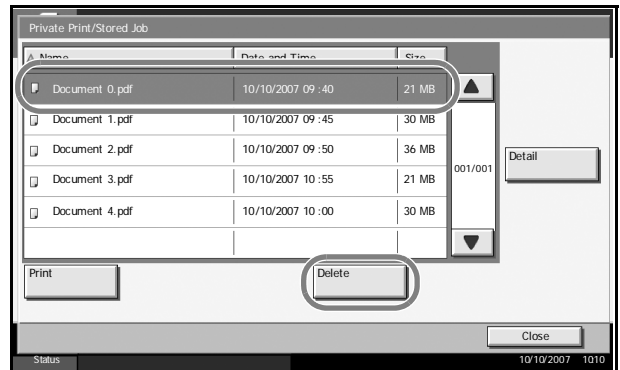 Private Print/Stored Job
Name Date and Time Size
Document 0.pdf 10/10/2007 09:40 21 MB
Document 1.pdf 10/10/2007 09:45 30 MB
Document 2.pdf 10/10/2007 09:50 36 MB
Document 3.pdf 10/10/2007 10:55 21 MB
Document 4.pdf 10/10/2007 10:00 30 MB
001/001
Detail
Print Delete
Close
Status 10/10/2007 10:10